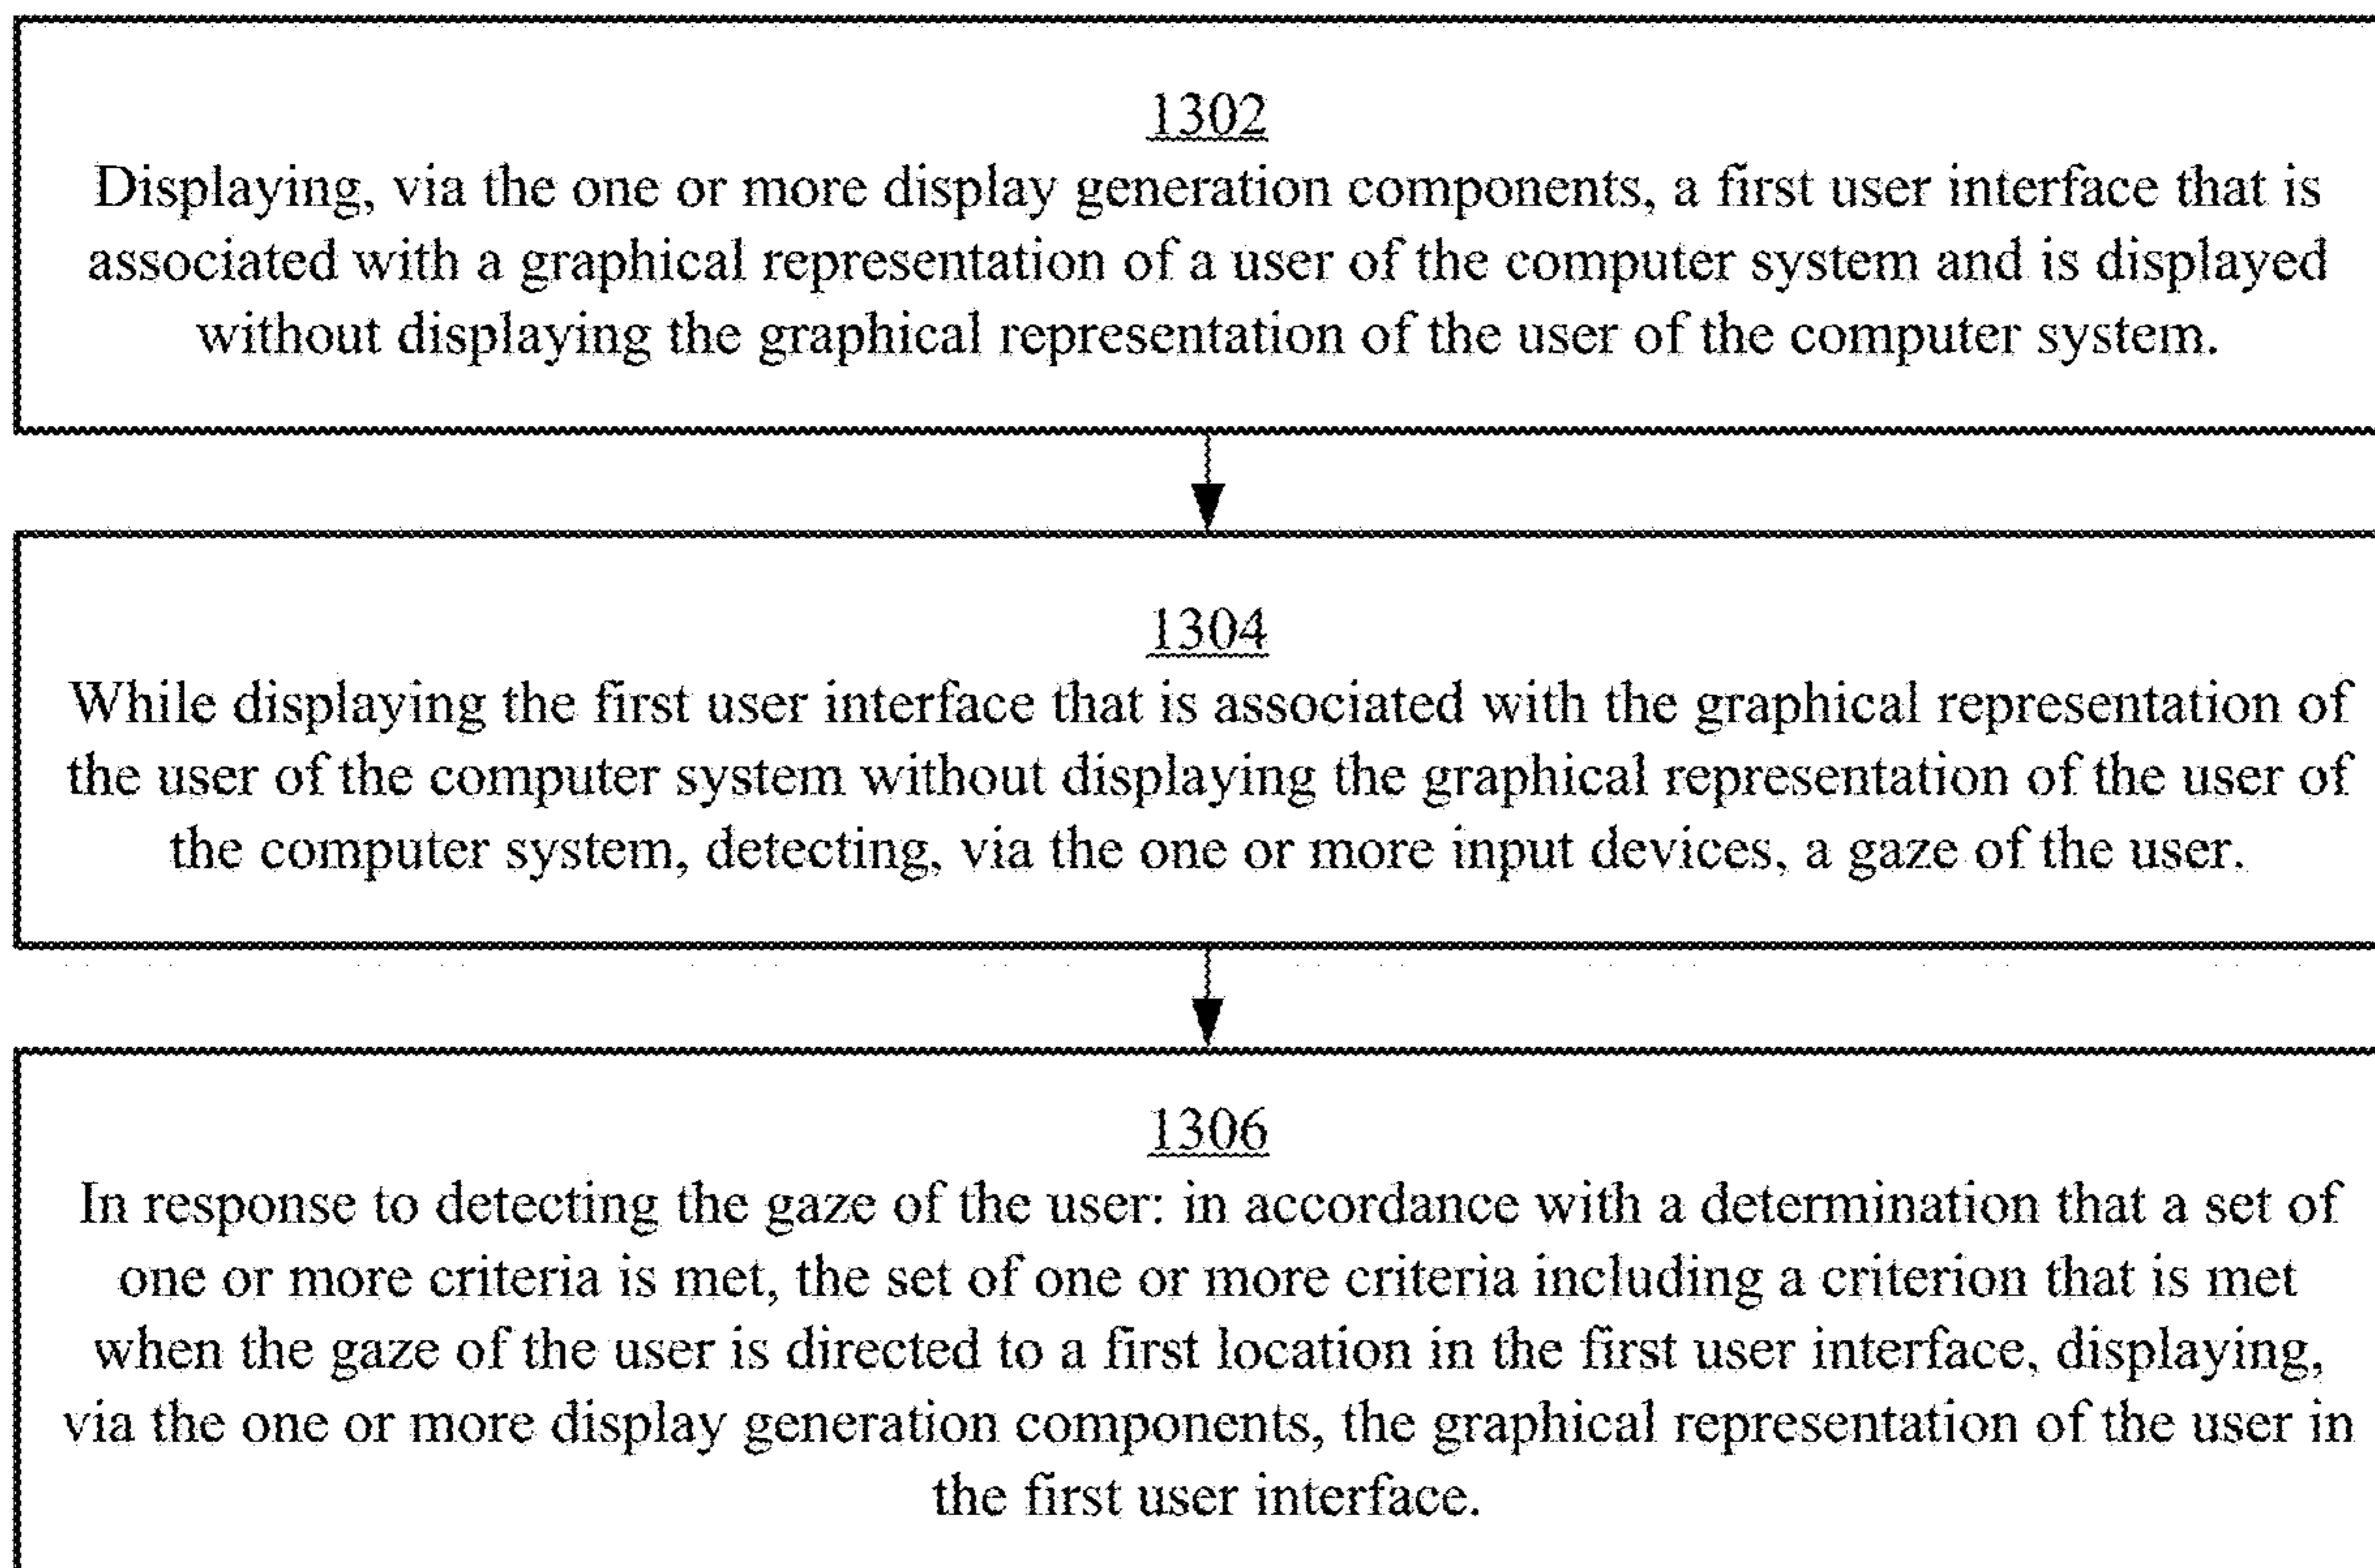 1302
Displaying, via the one or more display generation components, a first user interface that is
associated with a graphical representation of a user of the computer system and is displayed
without displaying the graphical representation of the user of the computer system.
1304
While displaying the first user interface that is associated with the graphical representation of
the user of the computer system without displaying the graphical representation of the user of
the computer system, detecting, via the one or more input devices, a gaze of the user.
1306
In response to detecting the gaze of the user: in accordance with a determination that a set of
one or more criteria is met, the set of one or more criteria including a criterion that is met
when the gaze of the user is directed to a first location in the first user interface, displaying,
via the one or more display generation components, the graphical representation of the user in
the first user interface.